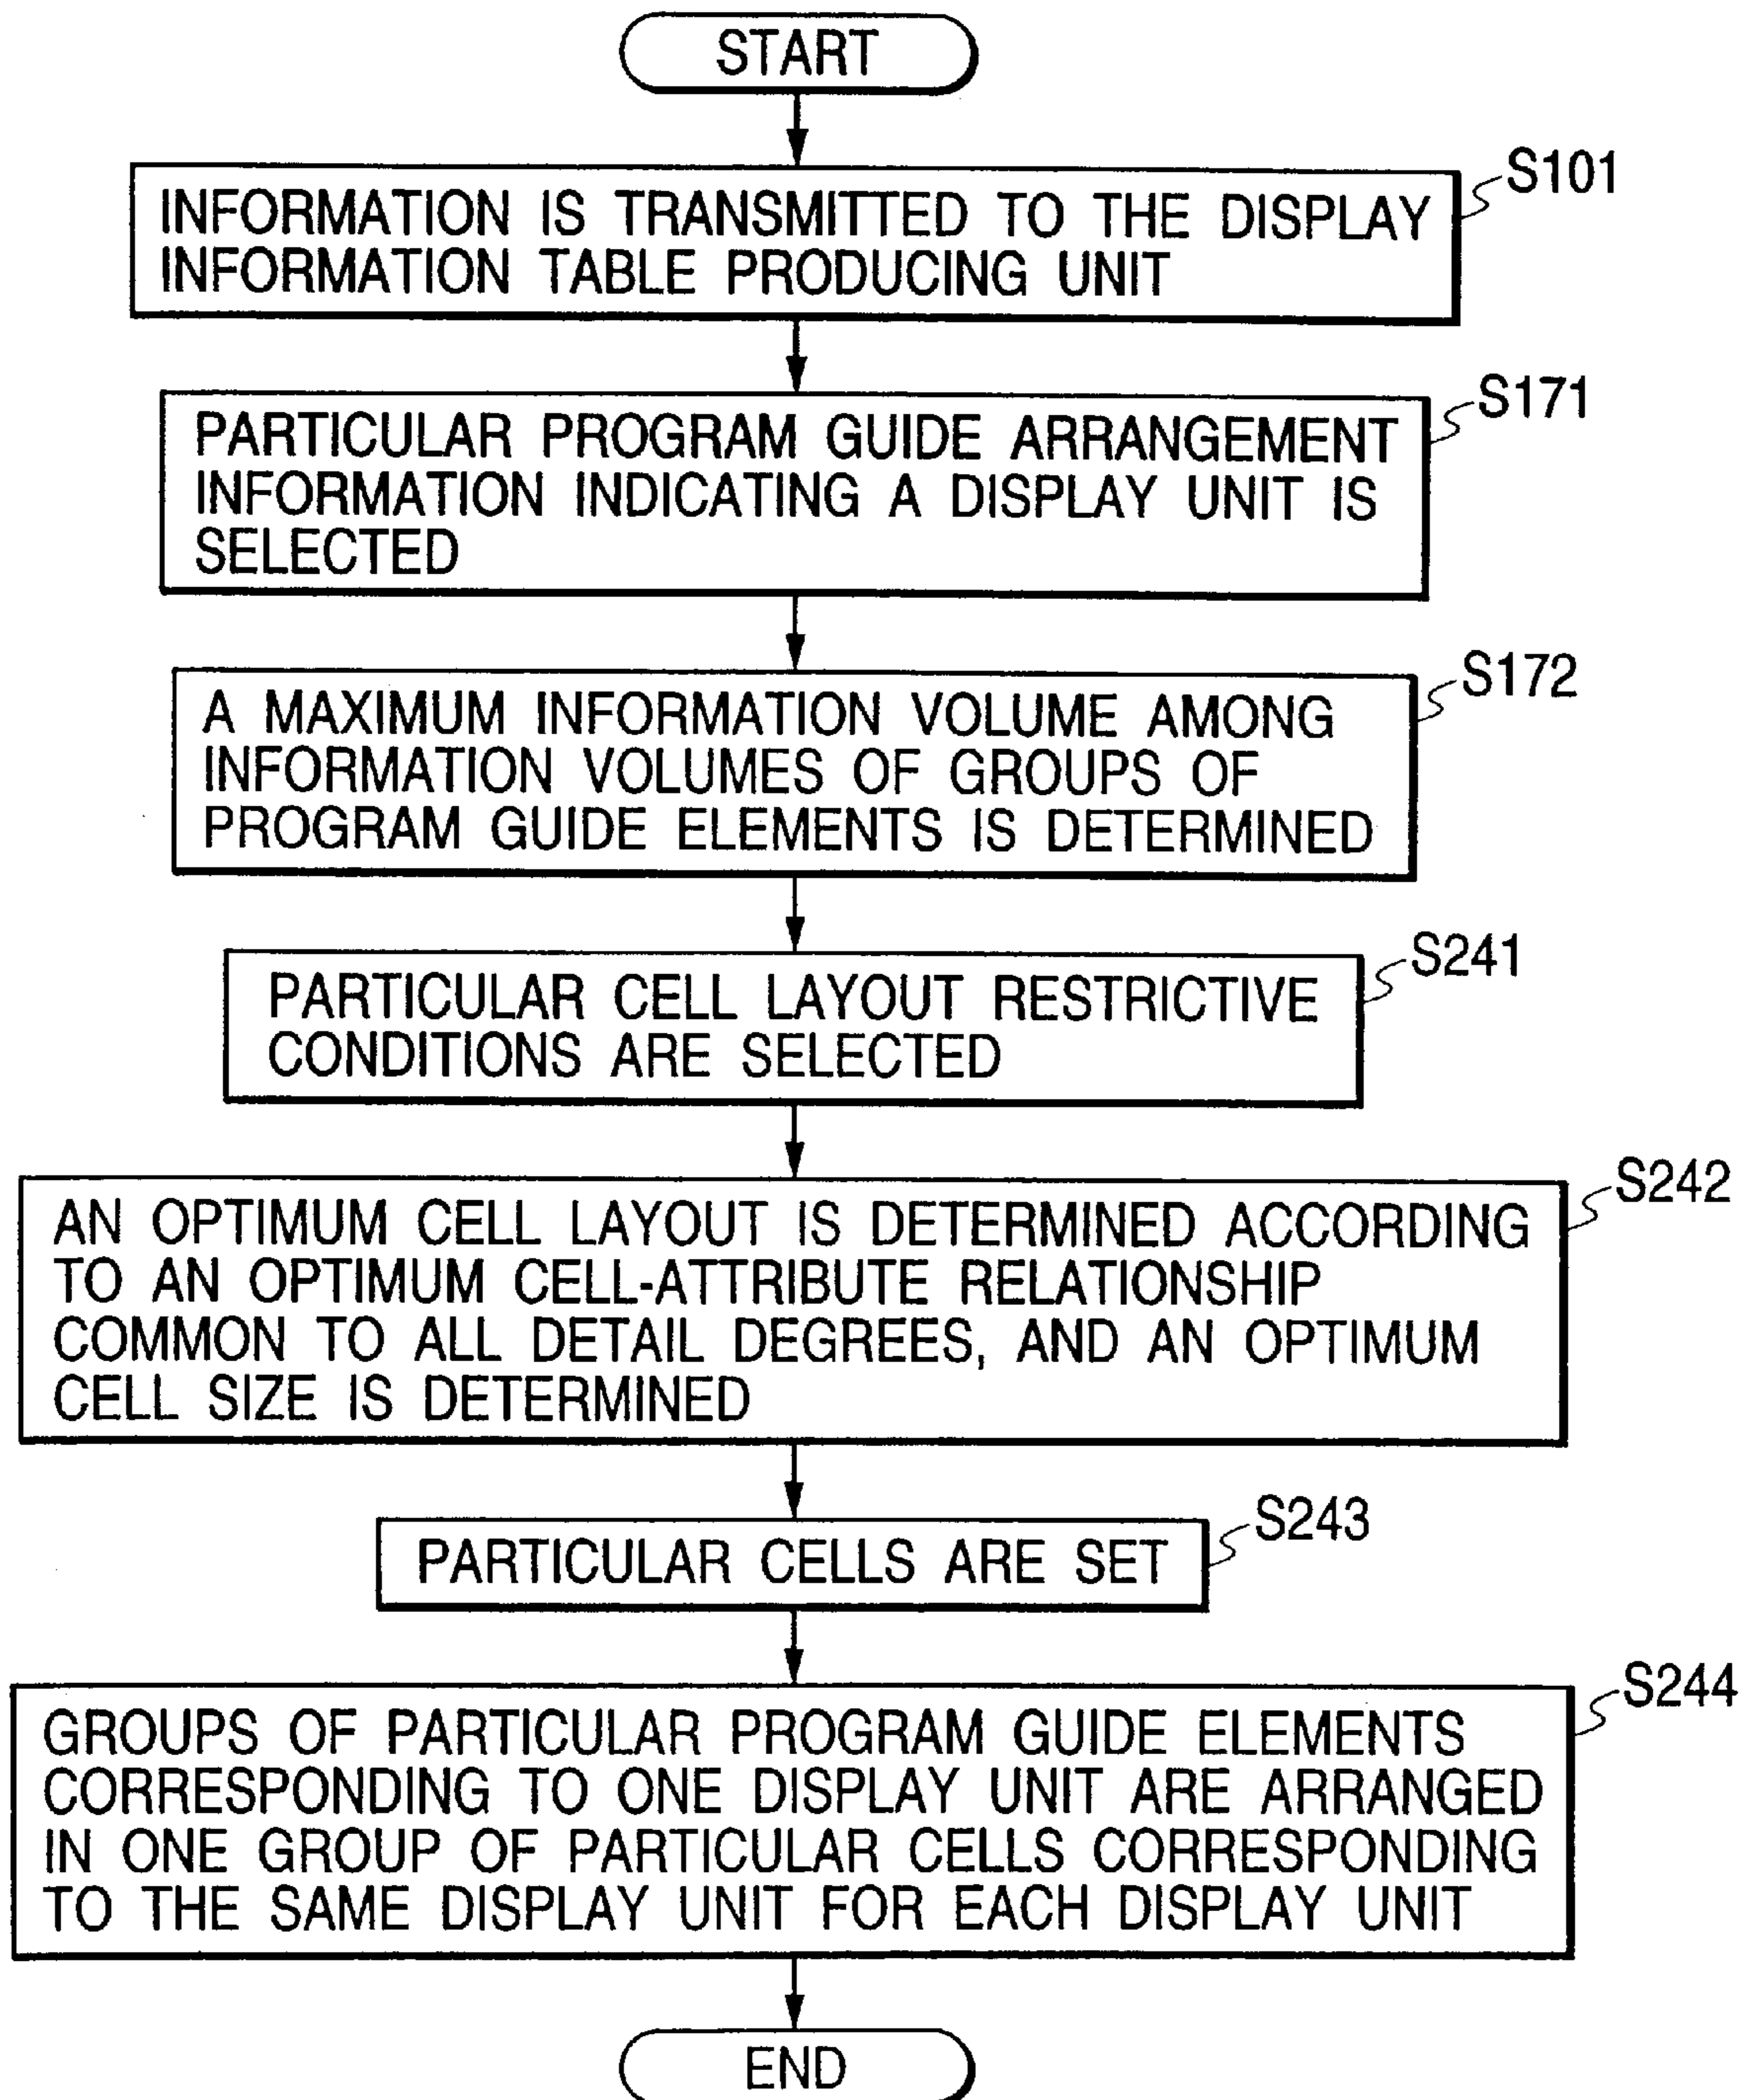 START
S101
INFORMATION IS TRANSMITTED TO THE DISPLAY
INFORMATION TABLE PRODUCING UNIT
S171
PARTICULAR PROGRAM GUIDE ARRANGEMENT
INFORMATION INDICATING A DISPLAY UNIT IS
SELECTED
S172
A MAXIMUM INFORMATION VOLUME AMONG
INFORMATION VOLUMES OF GROUPS OF
PROGRAM GUIDE ELEMENTS IS DETERMINED
S241
PARTICULAR CELL LAYOUT RESTRICTIVE
CONDITIONS ARE SELECTED
S242
AN OPTIMUM CELL LAYOUT IS DETERMINED ACCORDING
TO AN OPTIMUM CELL-ATTRIBUTE RELATIONSHIP
COMMON TO ALL DETAIL DEGREES, AND AN OPTIMUM
CELL SIZE IS DETERMINED
S243
PARTICULAR CELLS ARE SET
S244
GROUPS OF PARTICULAR PROGRAM GUIDE ELEMENTS
CORRESPONDING TO ONE DISPLAY UNIT ARE ARRANGED
IN ONE GROUP OF PARTICULAR CELLS CORRESPONDING
TO THE SAME DISPLAY UNIT FOR EACH DISPLAY UNIT
END